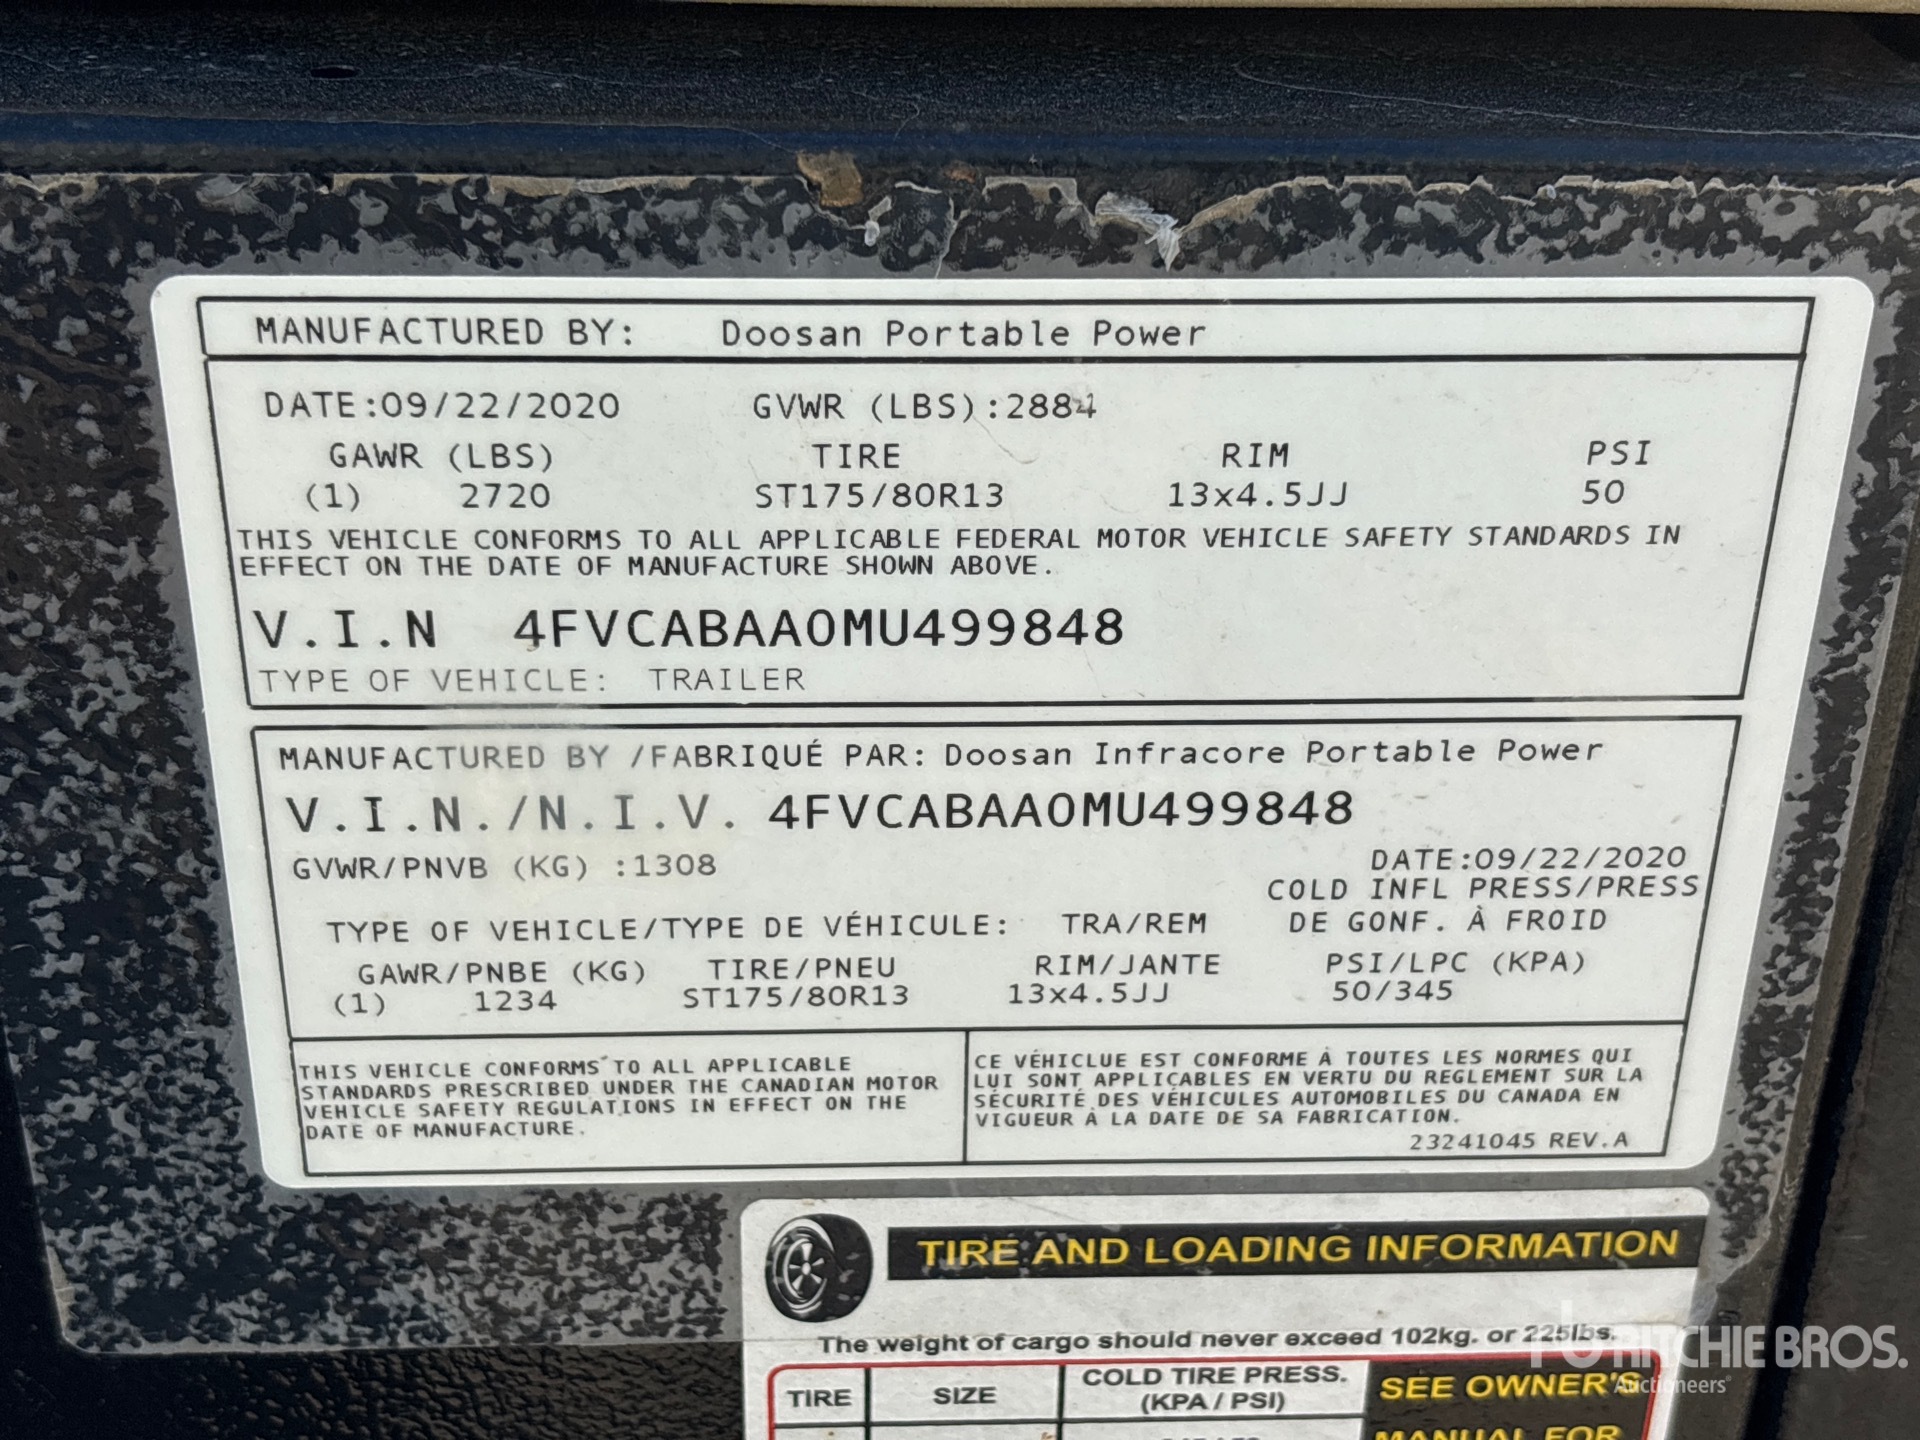 MANUFACTURED BY: Doosan Portable Power
DATE:09/22/2020 GVWR (LBS):2884
GAWR (LBS) TIRE RIM PSI
(1) 2720 ST175/80R13 13x4.5JJ 50
THIS VEHICLE CONFORMS TO ALL APPLICABLE FEDERAL MOTOR VEHICLE SAFETY STANDARDS IN
EFFECT ON THE DATE OF MANUFACTURE SHOWN ABOVE.
V.I.N 4FVCABAA0MU499848
TYPE OF VEHICLE: TRAILER
MANUFACTURED BY /FABRIQUÉ PAR: Doosan Infracore Portable Power
V.I.N./N.I.V. 4FVCABAA0MU499848
GVWR/PNVB (KG) :1308
DATE:09/22/2020
COLD INFL PRESS/PRESS
TYPE OF VEHICLE/TYPE DE VÉHICULE: TRA/REM DE GONF. À FROID
GAWR/PNBE (KG) TIRE/PNEU RIM/JANTE PSI/LPC (KPA)
(1) 1234 ST175/80R13 13x4.5JJ 50/345
THIS VEHICLE CONFORMS TO ALL APPLICABLE
STANDARDS PRESCRIBED UNDER THE CANADIAN MOTOR
VEHICLE SAFETY REGULATIONS IN EFFECT ON THE
DATE OF MANUFACTURE.
CE VÉHICLUE EST CONFORME À TOUTES LES NORMES QUI
LUI SONT APPLICABLES EN VERTU DU REGLEMENT SUR LA
SÉCURITÉ DES VÉHICULES AUTOMOBILES DU CANADA EN
VIGUEUR À LA DATE DE SA FABRICATION.
23241045 REV.A
TIRE AND LOADING INFORMATION
The weight of cargo should never exceed 102kg. or 225lbs.
TIRE SIZE COLD TIRE PRESS.
(KPA / PSI)
SEE OWNER'S
MANUAL FOR
RITCHIE BROS.
Auctioneers